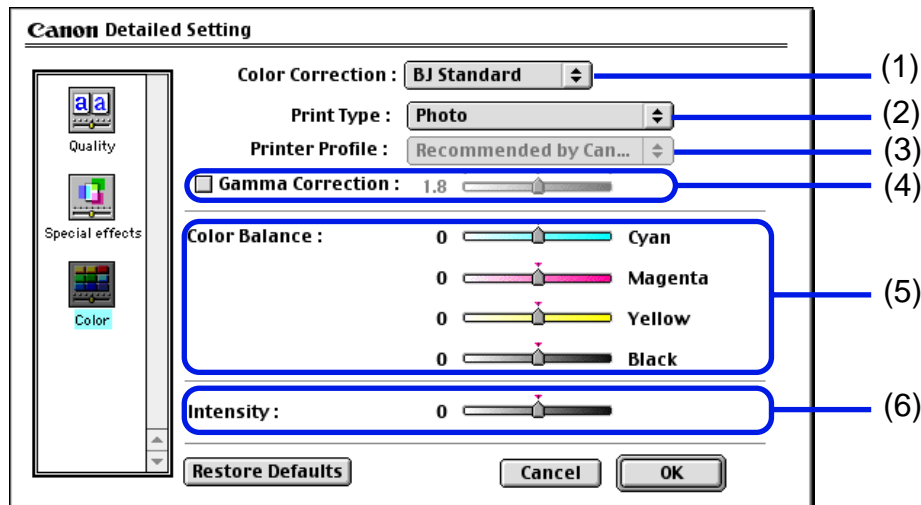 Canon Detailed Setting
Color Correction : BJ Standard (1)
Print Type : Photo (2)
Printer Profile : Recommended by Can... (3)
Gamma Correction : 1.8 (4)
aa
Quality
Special effects
Color
Color Balance : 0 Cyan
0 Magenta (5)
0 Yellow
0 Black
Intensity : 0 (6)
Restore Defaults Cancel OK